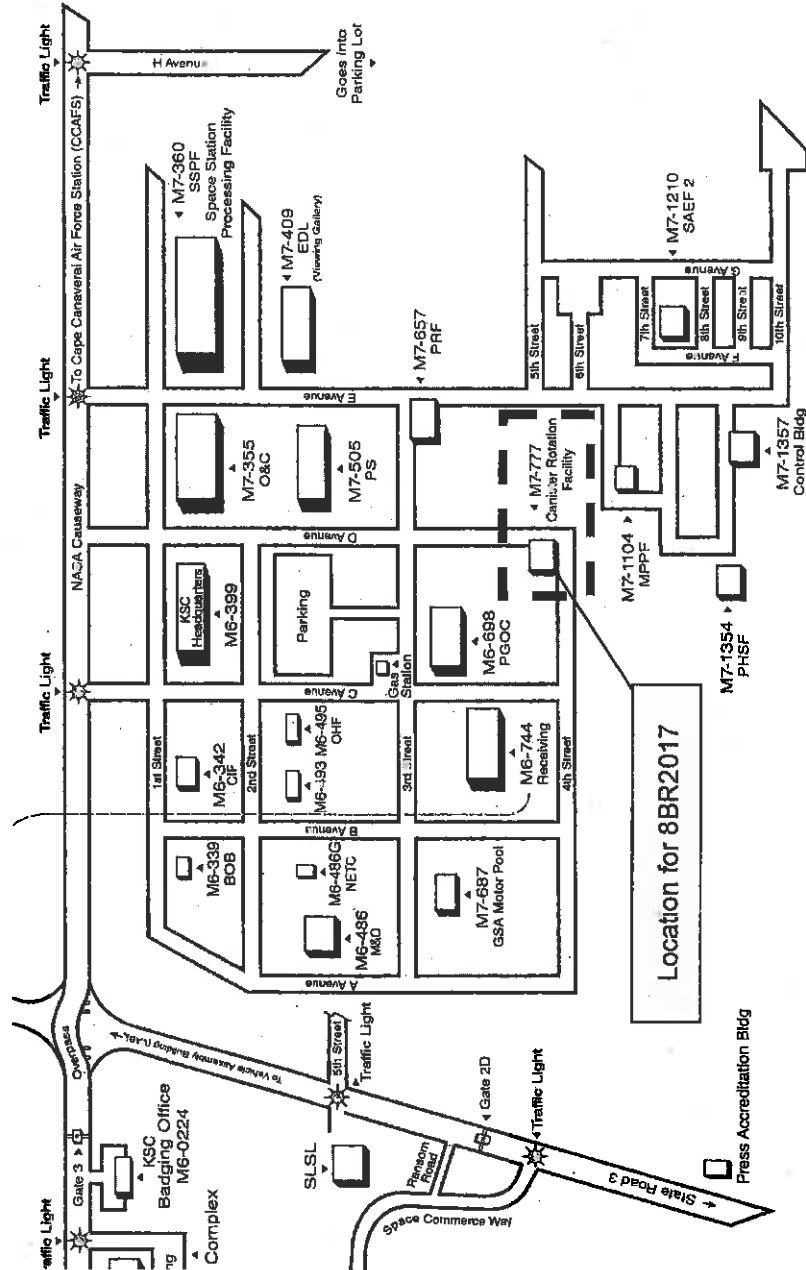 Traffic Light
To Cape Canaveral Air Force Station (CCAFS)
H Avenue
Goes into
Parking Lot
M7-360
SSPF
Space Station
Processing Facility
M7-409
EDL
(Viewing Gallery)
M7-657
PRF
5th Street
6th Street
G Avenue
M7-1210
SAEF 2
7th Street
8th Street
9th Street
10th Street
Traffic Light
E Avenue
NASA Causeway
M7-355
O&C
M7-505
PS
M7-777
Canister Rotation
Facility
M7-1104
MPPF
M7-1357
Control Bldg
M7-1354
PHSF
D Avenue
KSC
Headquarters
M6-399
Parking
Gas
Station
M6-698
PGOC
Traffic Light
C Avenue
1st Street
2nd Street
3rd Street
4th Street
M6-342
CIF
M6-493
M6-495
OHF
M6-744
Receiving
B Avenue
M6-339
BOB
M6-486G
NETC
M6-486
M&O
M7-687
GSA Motor Pool
A Avenue
Location for 8BR2017
Overpass
To Vehicle Assembly Building (VAB)
5th Street
Traffic Light
Gate 2D
Traffic Light
State Road 3
Press Accreditation Bldg
Gate 3
KSC
Badging Office
M6-0224
SLSL
Ransom
Road
Space Commerce Way
raffic Light
ng
Complex